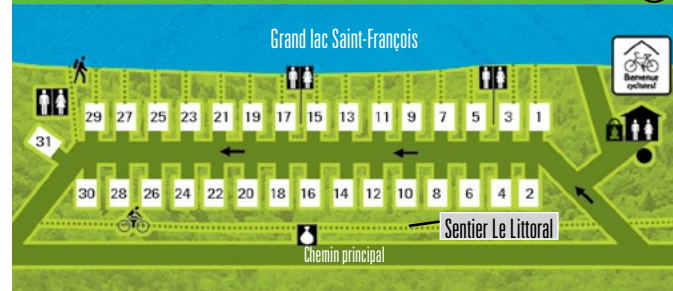 Grand lac Saint-François
Bienvenue
cyclistes!
29 27 25 23 21 19 17 15 13 11 9 7 5 3 1
31
30 28 26 24 22 20 18 16 14 12 10 8 6 4 2
Sentier Le Littoral
Chemin principal